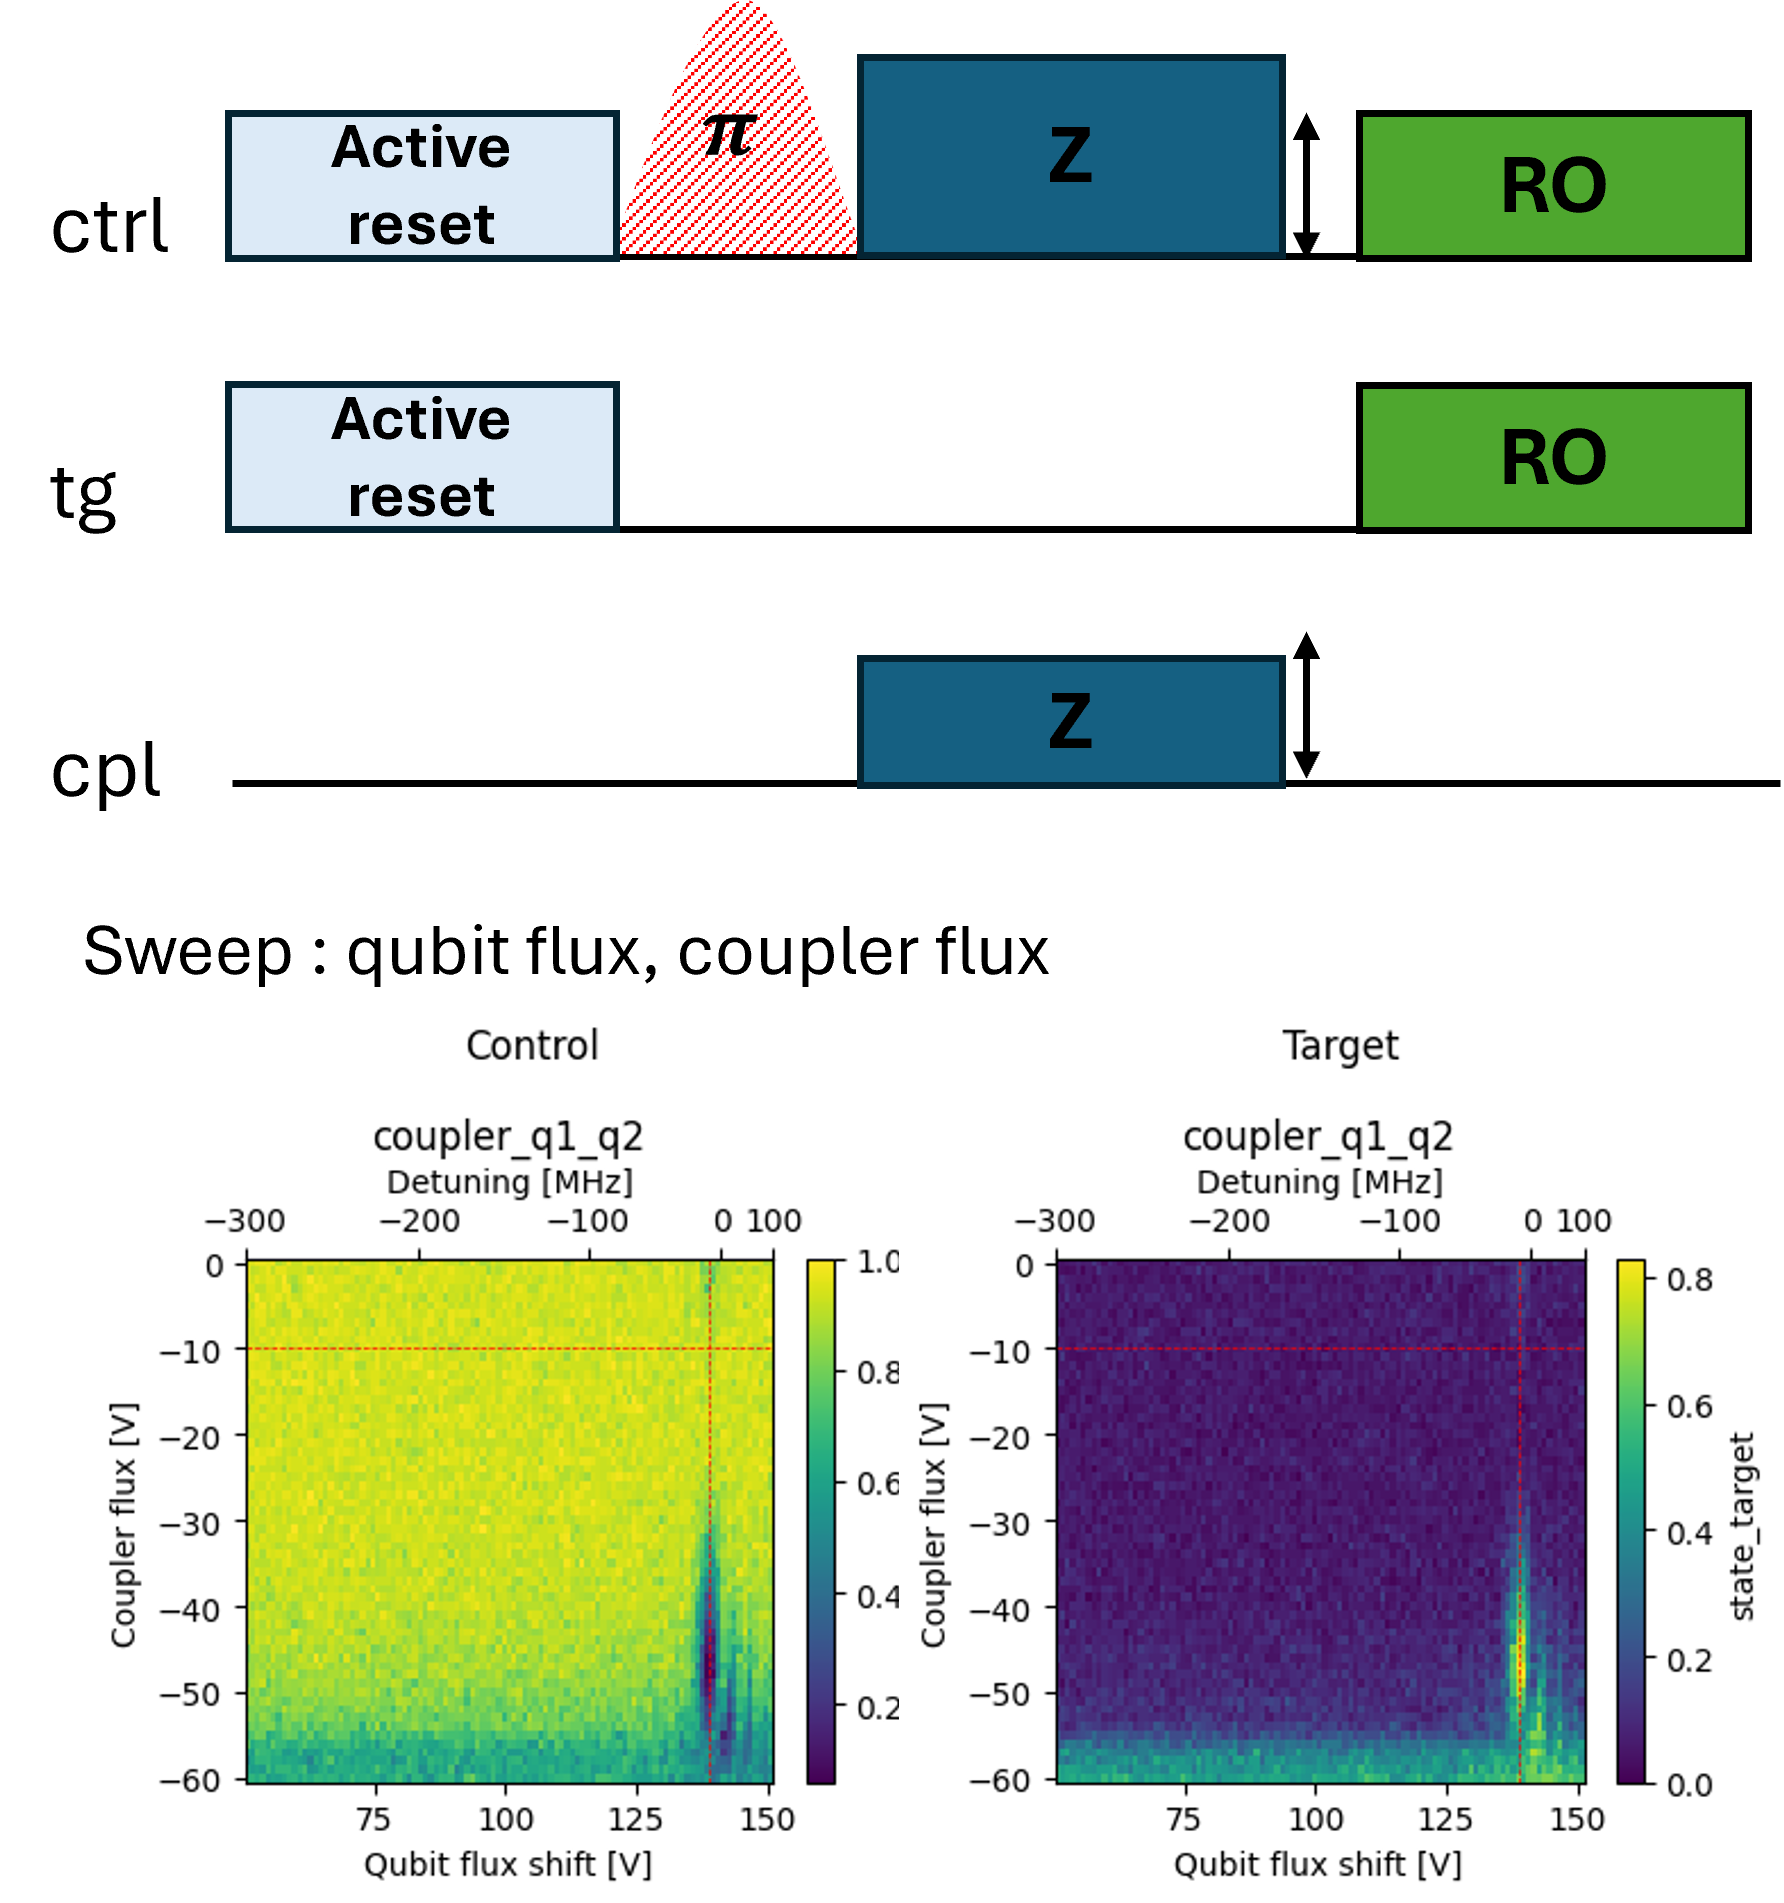 Active
reset
π
Z
RO
ctrl
Active
reset
RO
tg
Z
cpl
Sweep : qubit flux, coupler flux
Control
coupler_q1_q2
Detuning [MHz]
−300 −200 −100 0 100
0
−10
−20
−30
−40
−50
−60
Coupler flux [V]
75 100 125 150
Qubit flux shift [V]
1.0
0.8
0.6
0.4
0.2
Target
coupler_q1_q2
Detuning [MHz]
−300 −200 −100 0 100
0
−10
−20
−30
−40
−50
−60
Coupler flux [V]
75 100 125 150
Qubit flux shift [V]
0.8
0.6
0.4
0.2
0.0
state_target